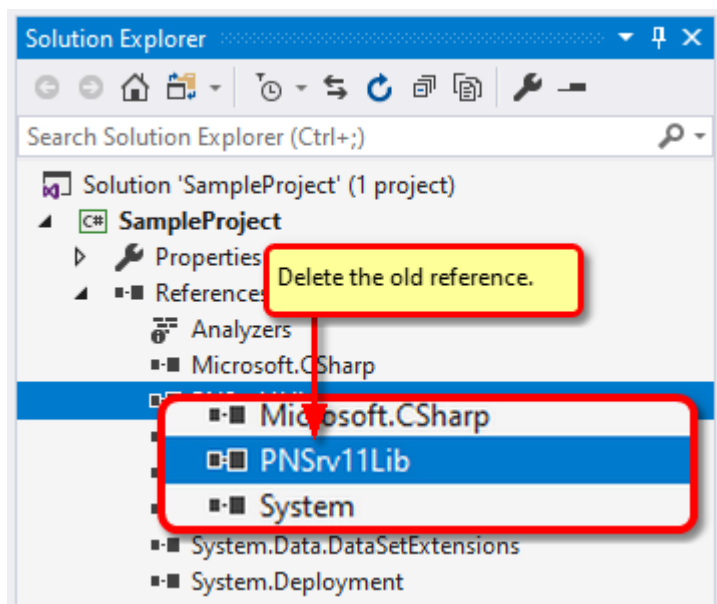 Solution Explorer
Search Solution Explorer (Ctrl+;)
Solution 'SampleProject' (1 project)
C# SampleProject
Properties
Delete the old reference.
References
Analyzers
Microsoft.CSharp
Microsoft.CSharp
PNSrv11Lib
System
System.Data.DataSetExtensions
System.Deployment